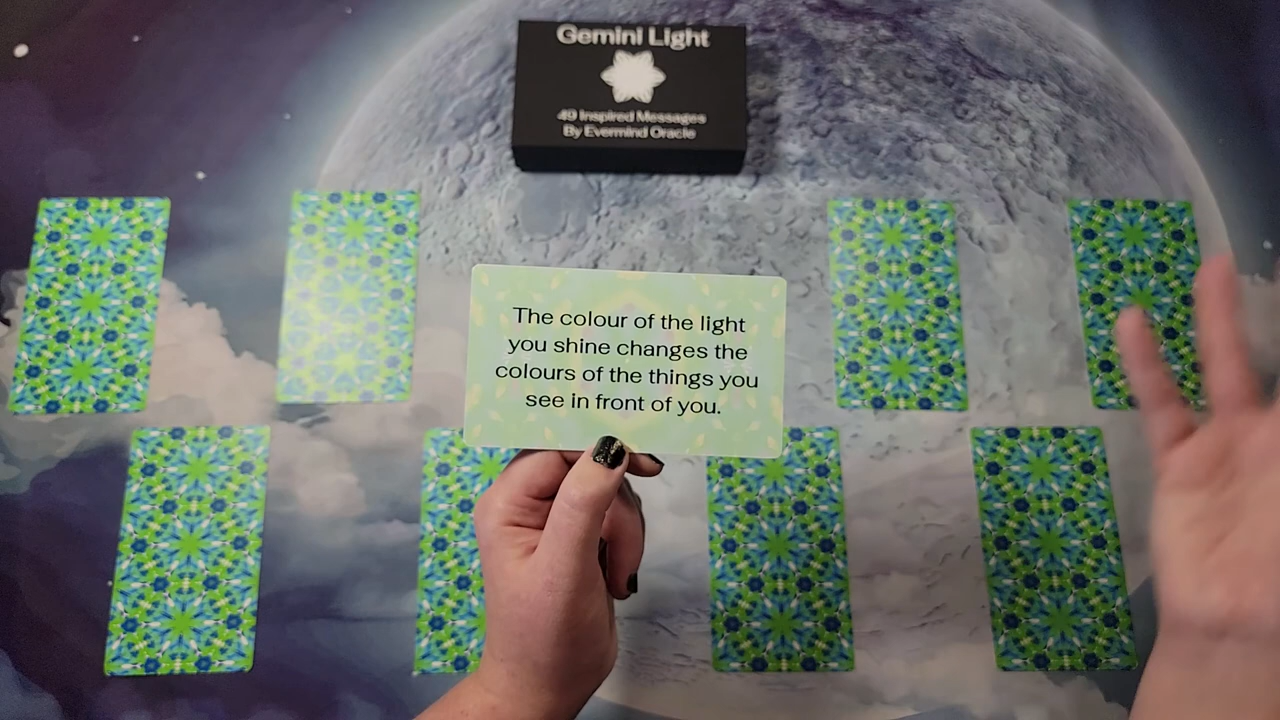 Gemini Light
49 Inspired Messages
By Evermind Oracle
The colour of the light
you shine changes the
colours of the things you
see in front of you.